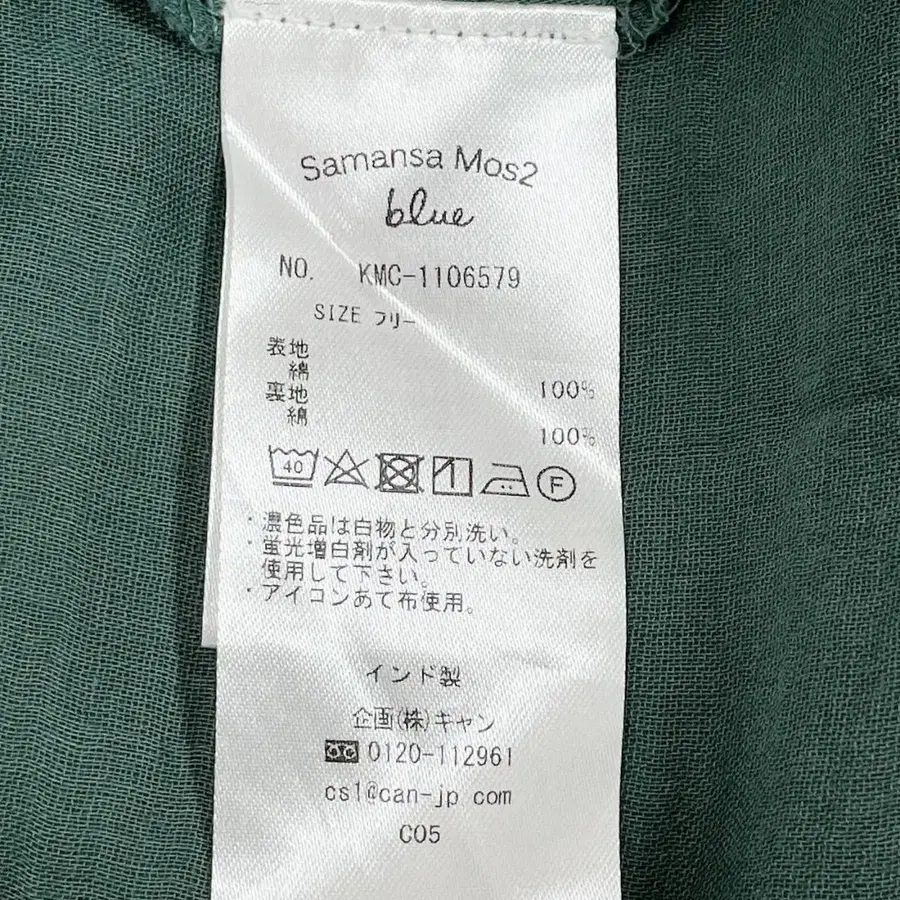 Samansa Mos2
blue
NO. KMC-1106579
SIZE フリー
表地
綿 100%
裏地
綿 100%
40 F
・濃色品は白物と分別洗い。
・蛍光増白剤が入っていない洗剤を
使用して下さい。
・アイコンあて布使用。
インド製
企画(株)キャン
0120-112961
cs1@can-jp com
C05